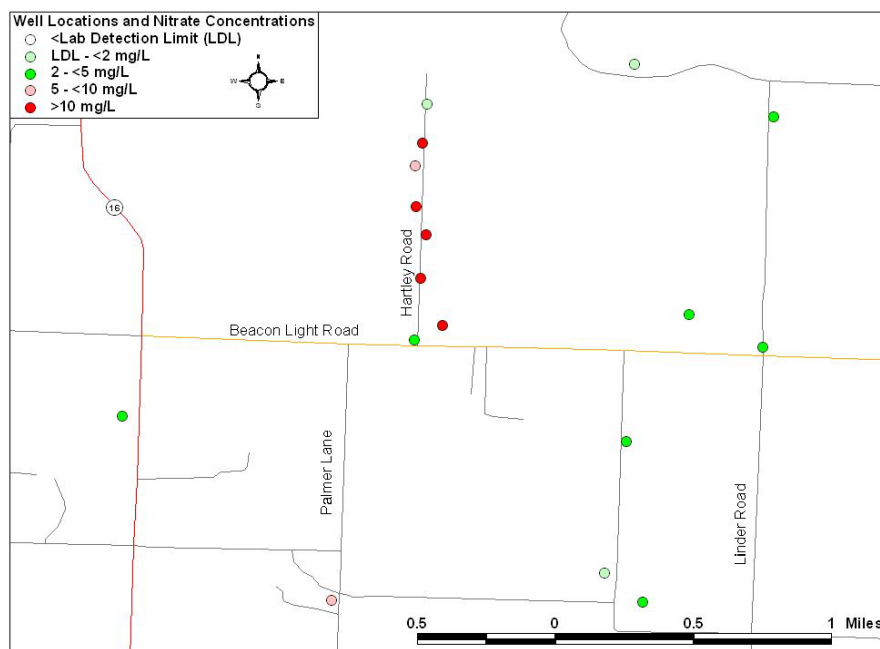 Well Locations and Nitrate Concentrations
<Lab Detection Limit (LDL)
LDL - <2 mg/L
2 - <5 mg/L
5 - <10 mg/L
>10 mg/L
N
W E
S
16
Hartley Road
Beacon Light Road
Palmer Lane
Linder Road
0.5 0 0.5 1 Miles